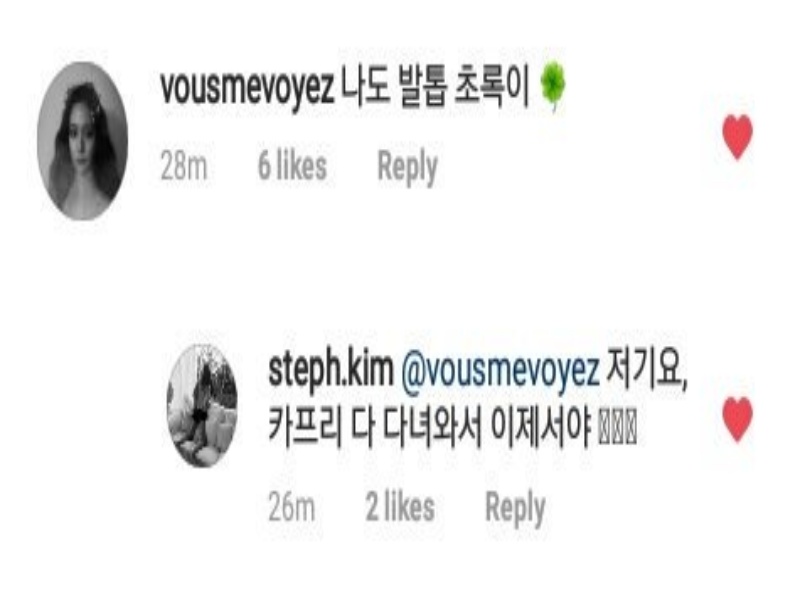 vousmevoyez 나도 발톱 초록이 🍀
28m 6 likes Reply
steph.kim @vousmevoyez 저기요,
카프리 다 다녀와서 이제서야
26m 2 likes Reply